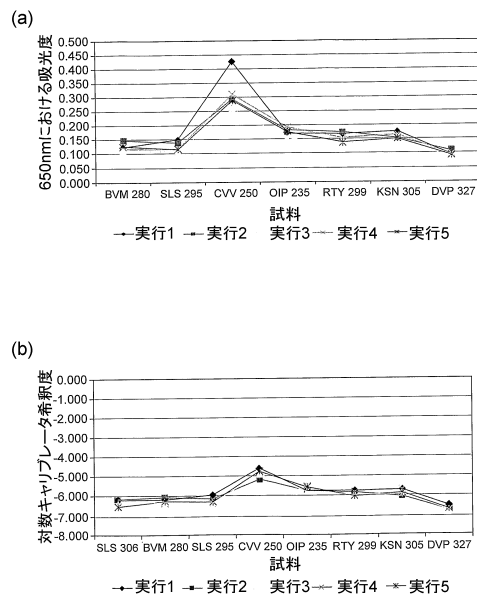 (a)
650nmにおける吸光度
0.500
0.450
0.400
0.350
0.300
0.250
0.200
0.150
0.100
0.050
0.000
BVM 280 SLS 295 CVV 250 OIP 235 RTY 299 KSN 305 DVP 327
試料
実行1 実行2 実行3 実行4 実行5
(b)
対数キャリブレータ希釈度
0.000
-1.000
-2.000
-3.000
-4.000
-5.000
-6.000
-7.000
-8.000
SLS 306 BVM 280 SLS 295 CVV 250 OIP 235 RTY 299 KSN 305 DVP 327
試料
実行1 実行2 実行3 実行4 実行5